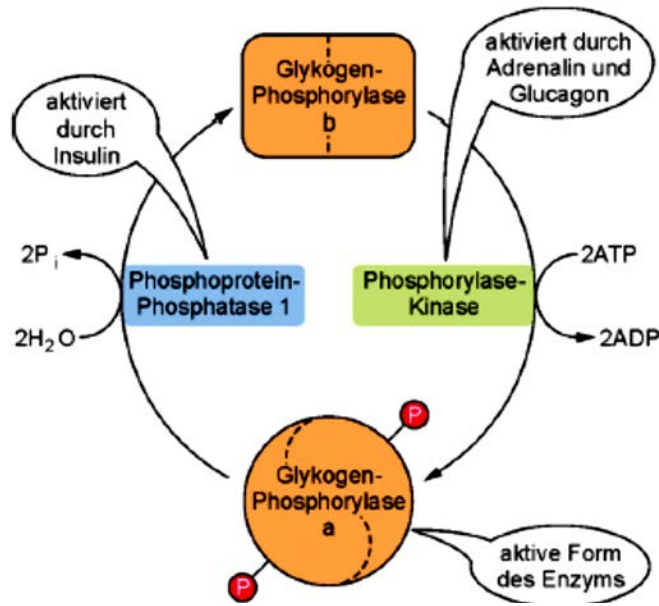 aktiviert
durch
Insulin
Glykogen-
Phosphorylase
b
aktiviert durch
Adrenalin und
Glucagon
2Pi
2H2O
Phosphoprotein-
Phosphatase 1
Phosphorylase-
Kinase
2ATP
2ADP
P
Glykogen-
Phosphorylase
a
P
aktive Form
des Enzyms